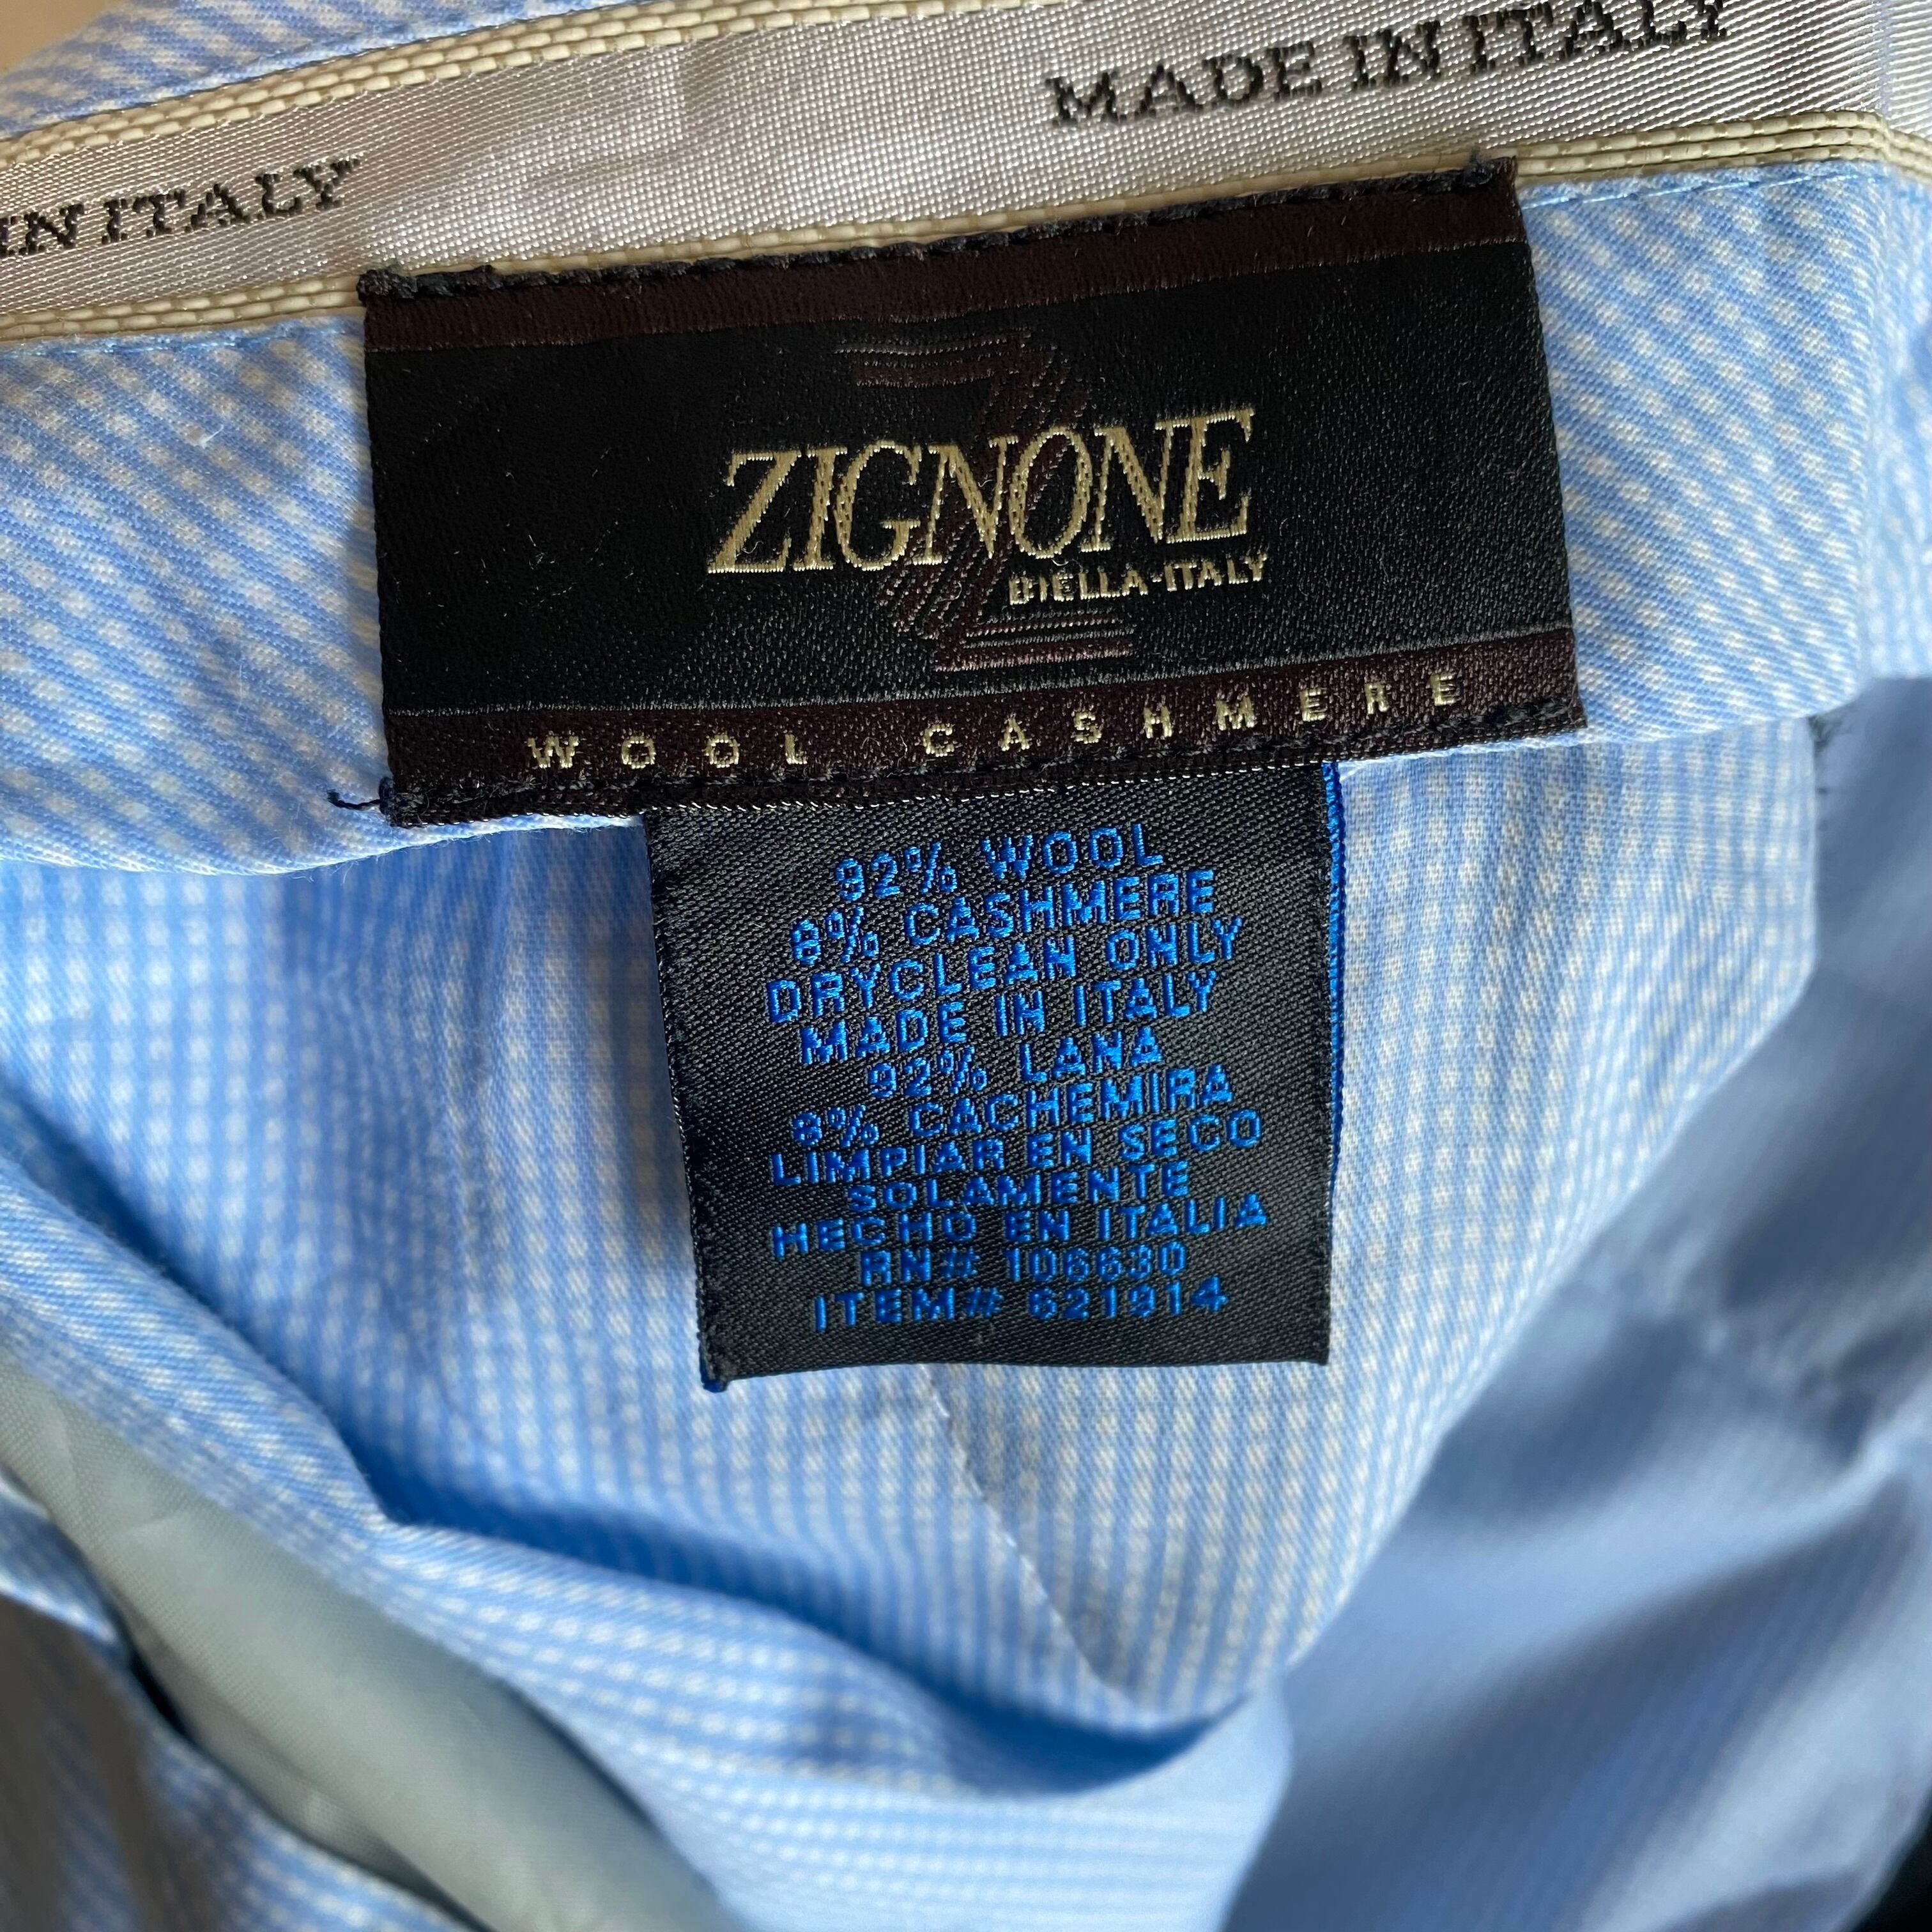 MADE IN ITALY
IN ITALY
ZIGNONE
BIELLA-ITALY
WOOL CASHMERE
92% WOOL
8% CASHMERE
DRYCLEAN ONLY
MADE IN ITALY
92% LANA
8% CACHEMIRA
LIMPIAR EN SECO
SOLAMENTE
HECHO EN ITALIA
RN# 106630
ITEM# 621914